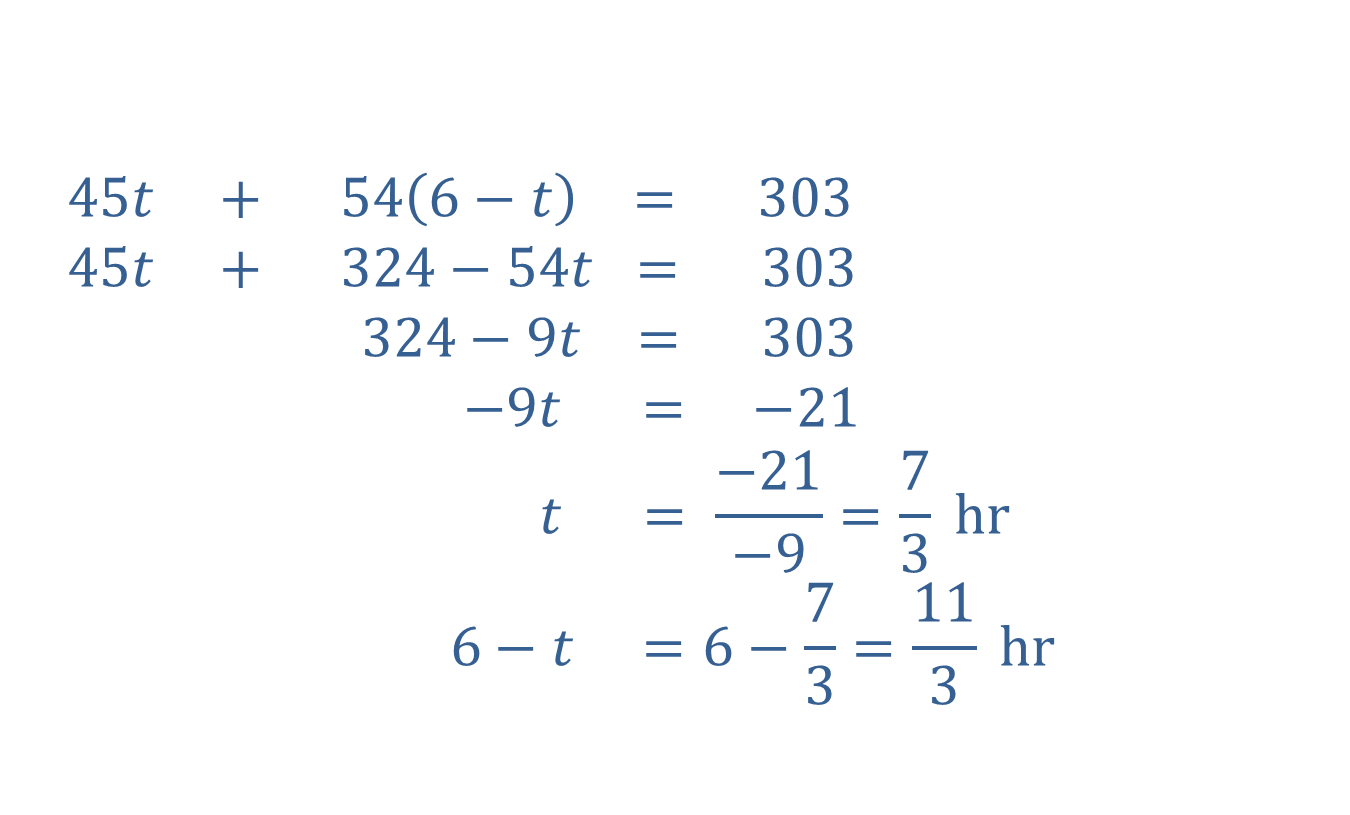 45t + 54(6 − t) = 303
45t + 324 − 54t = 303
324 − 9t = 303
−9t = −21
t = −21/−9 = 7/3 hr
6 − t = 6 − 7/3 = 11/3 hr